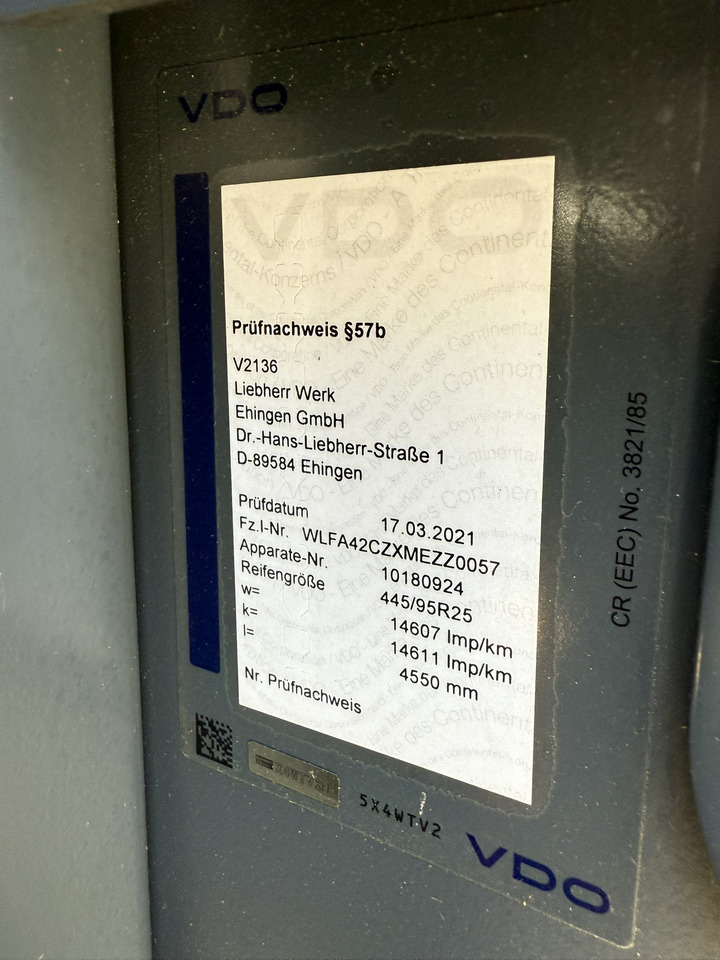 VDO
Prüfnachweis §57b
V2136
Liebherr Werk
Ehingen GmbH
Dr.-Hans-Liebherr-Straße 1
D-89584 Ehingen
Prüfdatum 17.03.2021
Fz.I-Nr. WLFA42CZXMEZZ0057
Apparate-Nr. 10180924
Reifengröße 445/95R25
w= 14607 Imp/km
k= 14611 Imp/km
l= 4550 mm
Nr. Prüfnachweis
CR (EEC) No. 3821/85
5X4WTV2
VDO